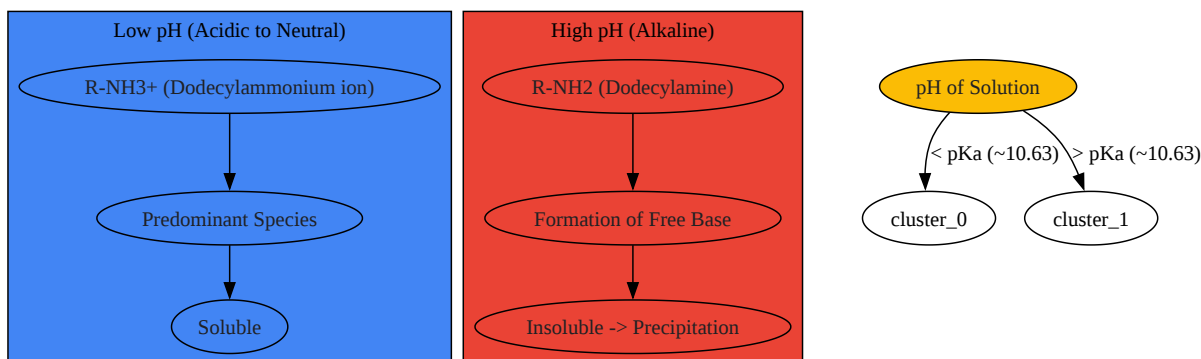 Low pH (Acidic to Neutral)
R-NH3+ (Dodecylammonium ion)
Predominant Species
Soluble
High pH (Alkaline)
R-NH2 (Dodecylamine)
Formation of Free Base
Insoluble -> Precipitation
pH of Solution
< pKa (~10.63)
> pKa (~10.63)
cluster_0
cluster_1